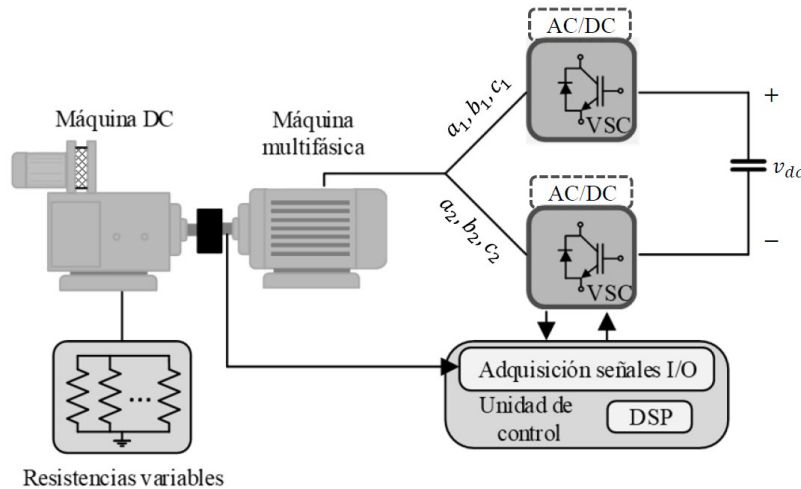 AC/DC
VSC
Máquina DC
Máquina
multifásica
a₁, b₁, c₁
+
v_dc
−
AC/DC
VSC
a₂, b₂, c₂
Adquisición señales I/O
Unidad de
control
DSP
...
Resistencias variables